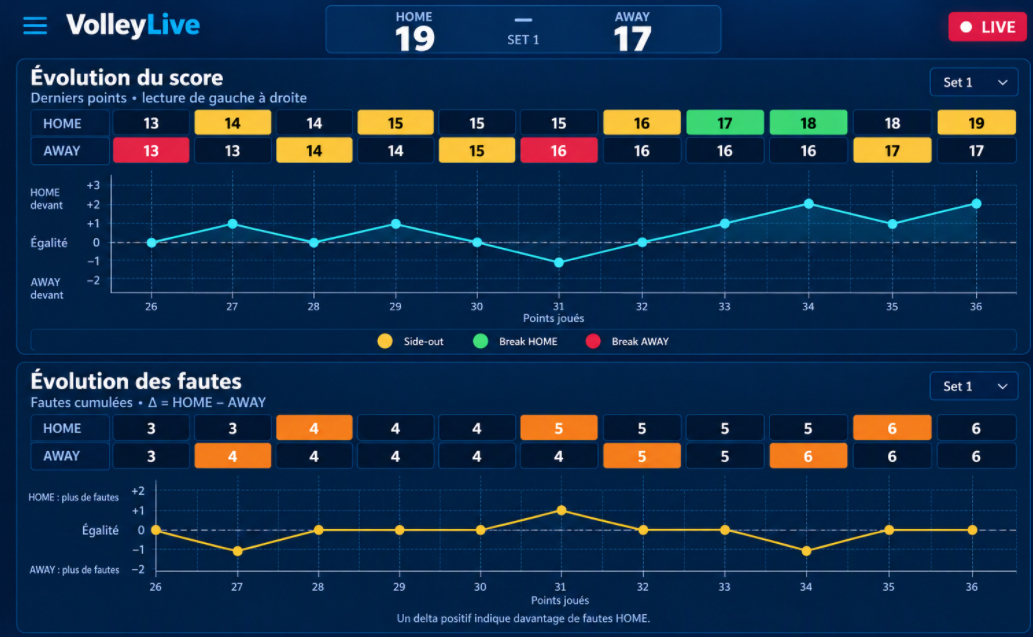 VolleyLive
HOME — AWAY
19 SET 1 17
LIVE
Évolution du score
Derniers points • lecture de gauche à droite
Set 1
HOME 13 14 14 15 15 15 16 17 18 18 19
AWAY 13 13 14 14 15 16 16 16 16 17 17
HOME devant
Égalité
AWAY devant
+3
+2
+1
0
−1
−2
26 27 28 29 30 31 32 33 34 35 36
Points joués
Side-out Break HOME Break AWAY
Évolution des fautes
Fautes cumulées • Δ = HOME − AWAY
Set 1
HOME 3 3 4 4 4 5 5 5 5 6 6
AWAY 3 4 4 4 4 4 5 5 6 6 6
HOME : plus de fautes
Égalité
AWAY : plus de fautes
+2
+1
0
−1
−2
26 27 28 29 30 31 32 33 34 35 36
Points joués
Un delta positif indique davantage de fautes HOME.